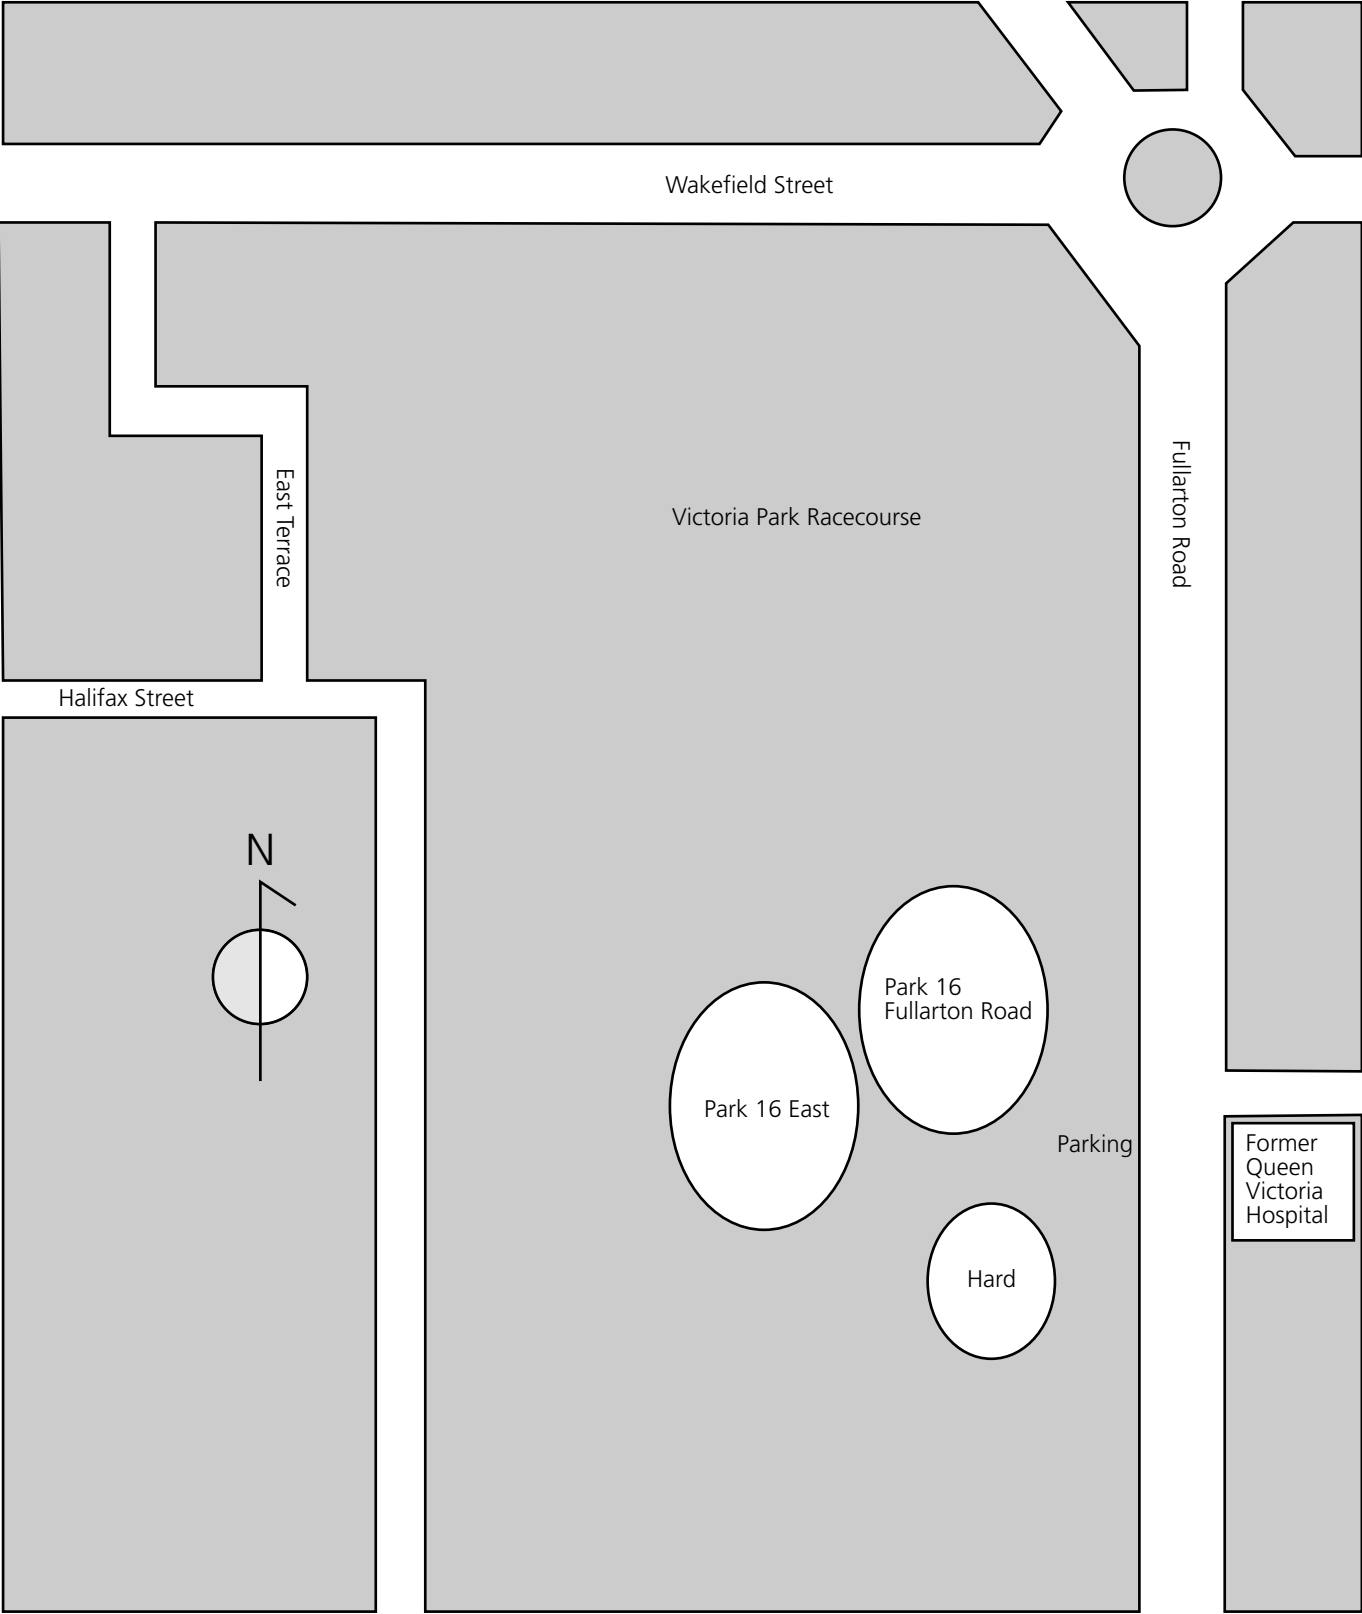 Wakefield Street
East Terrace
Fullarton Road
Victoria Park Racecourse
Halifax Street
N
Park 16
Fullarton Road
Park 16 East
Parking
Former
Queen
Victoria
Hospital
Hard